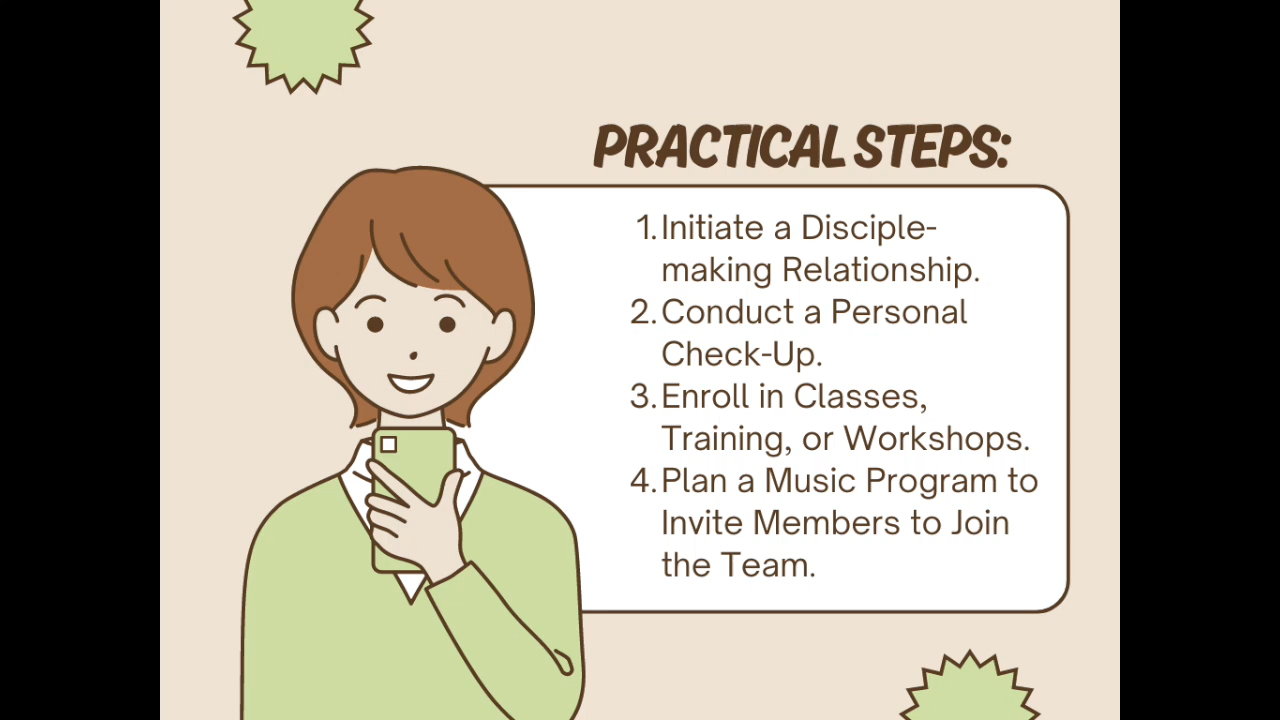 PRACTICAL STEPS:
1. Initiate a Disciple-
making Relationship.
2. Conduct a Personal
Check-Up.
3. Enroll in Classes,
Training, or Workshops.
4. Plan a Music Program to
Invite Members to Join
the Team.